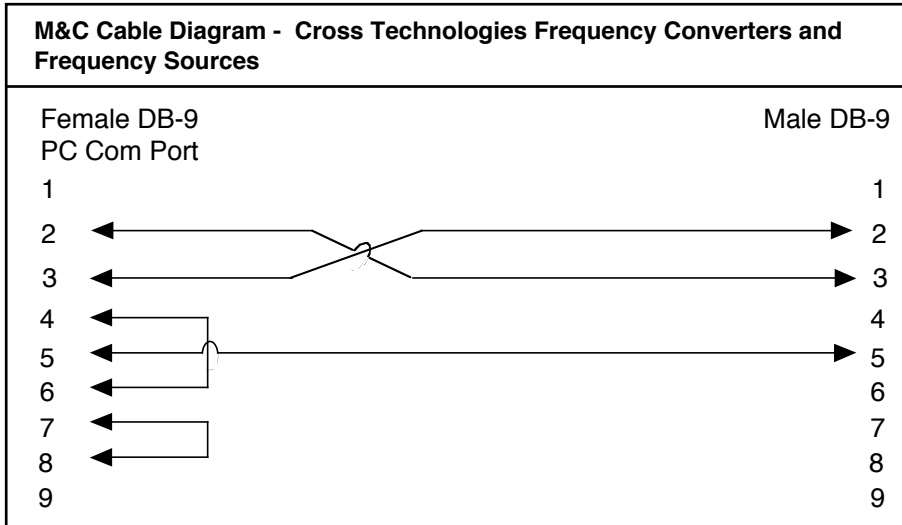 M&C Cable Diagram -  Cross Technologies Frequency Converters and
Frequency Sources
Female DB-9 Male DB-9
PC Com Port
1 1
2 2
3 3
4 4
5 5
6 6
7 7
8 8
9 9